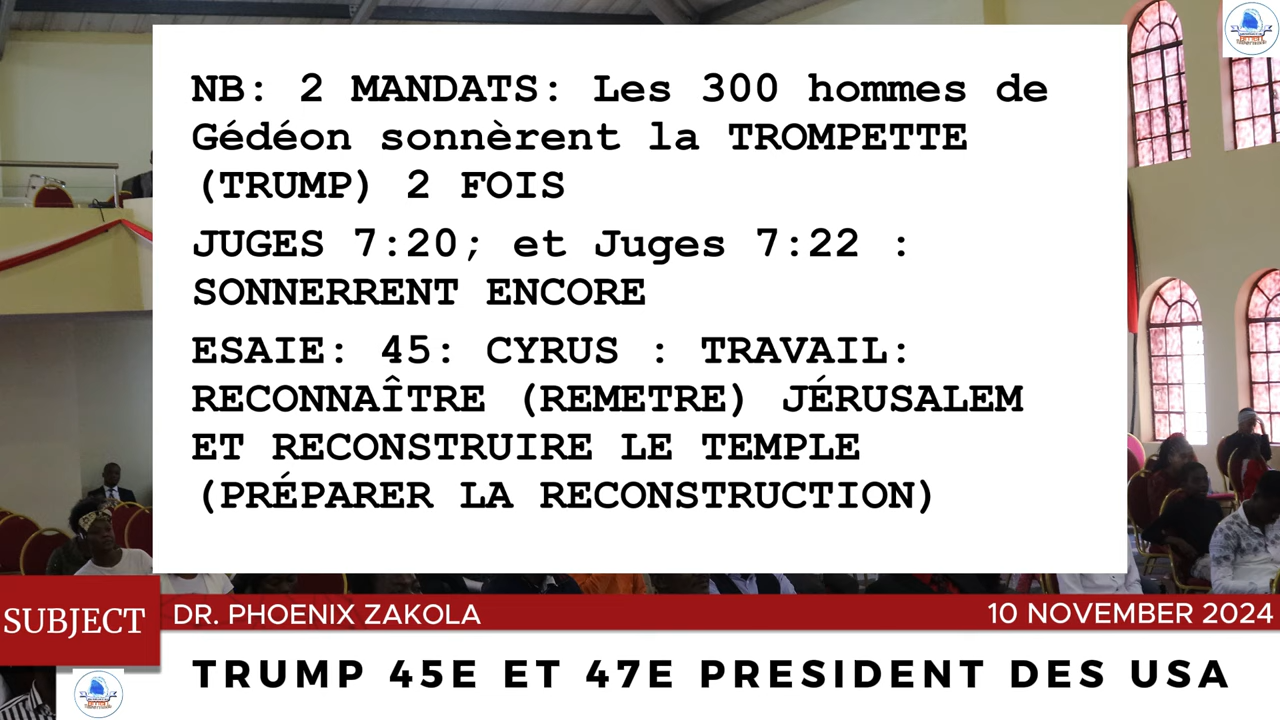 NB: 2 MANDATS: Les 300 hommes de
Gédéon sonnèrent la TROMPETTE
(TRUMP) 2 FOIS
JUGES 7:20; et Juges 7:22 :
SONNERRENT ENCORE
ESAIE: 45: CYRUS : TRAVAIL:
RECONNAÎTRE (REMETRE) JÉRUSALEM
ET RECONSTRUIRE LE TEMPLE
(PRÉPARER LA RECONSTRUCTION)
SUBJECT
DR. PHOENIX ZAKOLA
10 NOVEMBER 2024
TRUMP 45E ET 47E PRESIDENT DES USA